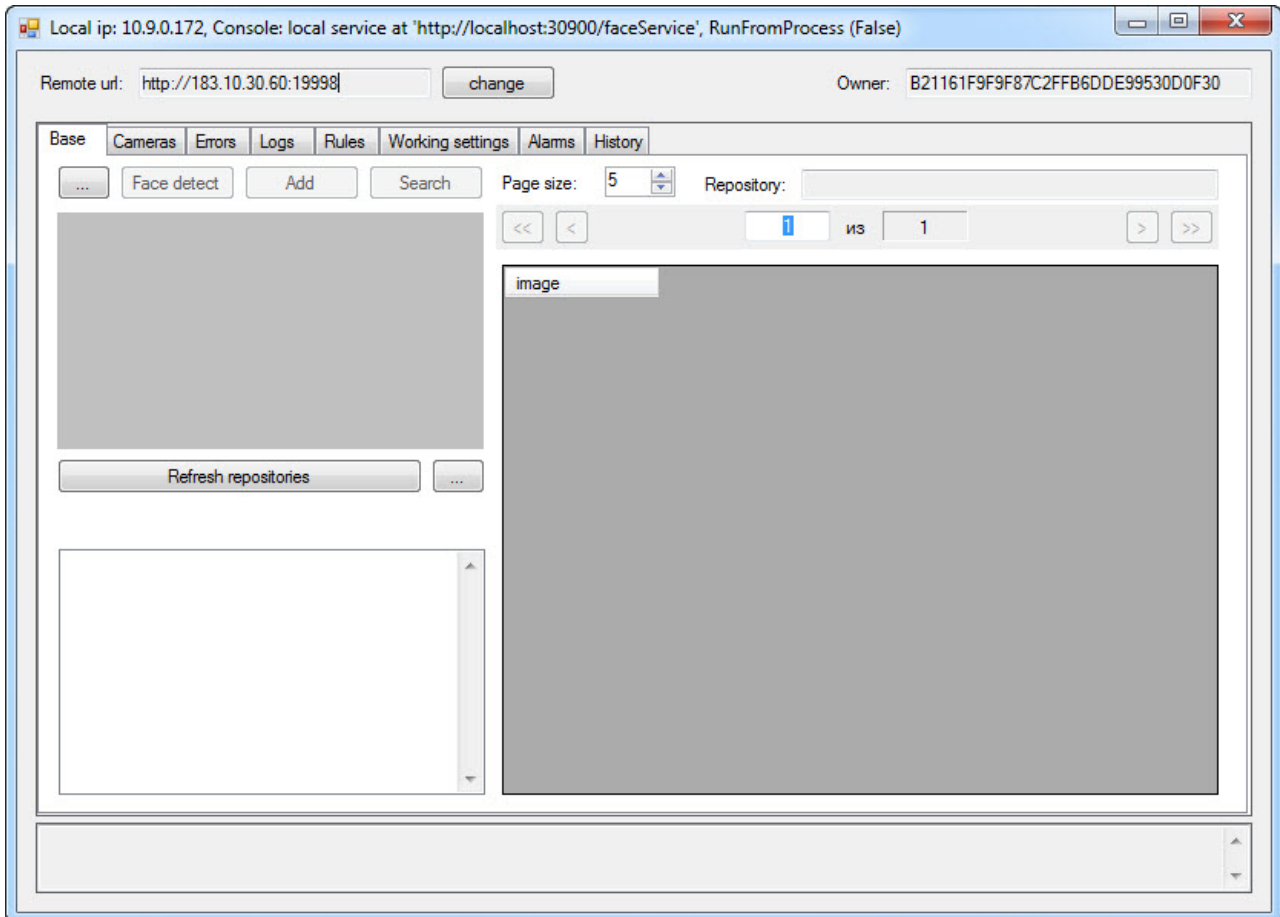 Local ip: 10.9.0.172, Console: local service at 'http://localhost:30900/faceService', RunFromProcess (False)
Remote url: http://183.10.30.60:19998 change Owner: B21161F9F9F87C2FFB6DDE99530D0F30
Base Cameras Errors Logs Rules Working settings Alarms History
... Face detect Add Search Page size: 5 Repository:
<< < 1 из 1 > >>
image
Refresh repositories ...